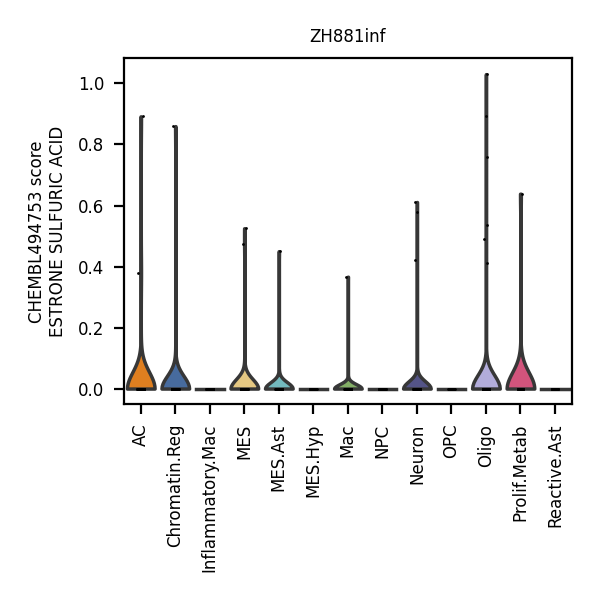 ZH881inf
CHEMBL494753 score
ESTRONE SULFURIC ACID
1.0
0.8
0.6
0.4
0.2
0.0
AC
Chromatin.Reg
Inflammatory.Mac
MES
MES.Ast
MES.Hyp
Mac
NPC
Neuron
OPC
Oligo
Prolif.Metab
Reactive.Ast